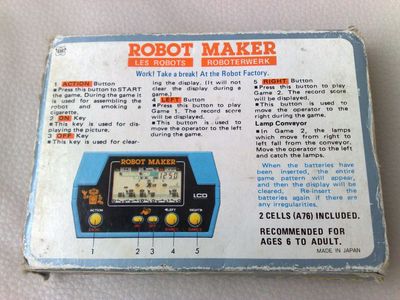 ROBOT MAKER
LES ROBOTS
ROBOTERWERK
Work! Take a break! At the Robot Factory.
1 ACTION Button
■Press this button to START
the game. During the game it
is used for assembling the
robot and smoking a
cigarette.
2 ON Key
■This key is used for dis-
playing the picture.
3 OFF Key
■This key is used for clear-
ing the display. (It will not
clear the display during a
game.)
4 LEFT Button
■Press this button to play
Game 1. The record score
will be displayed.
■This button is used to
move the operator to the left
during the game.
5 RIGHT Button
■Press this button to play
Game 2. The record score
will be displayed.
■This button is used to
move the operator to the
right during the game.
Lamp Conveyor
■In Game 2, the lamps
which move from right to
left fall from the conveyor.
Move the operator to the left
and catch the lamps.
When the batteries have
been inserted, the entire
game pattern will appear,
and then the display will be
cleared. Re-insert the
batteries again if there are
any irregularities.
2 CELLS (A76) INCLUDED.
RECOMMENDED FOR
AGES 6 TO ADULT.
MADE IN JAPAN
ROBOT MAKER
LCD
ACTION
LEFT
RIGHT
1 2 3 4 5